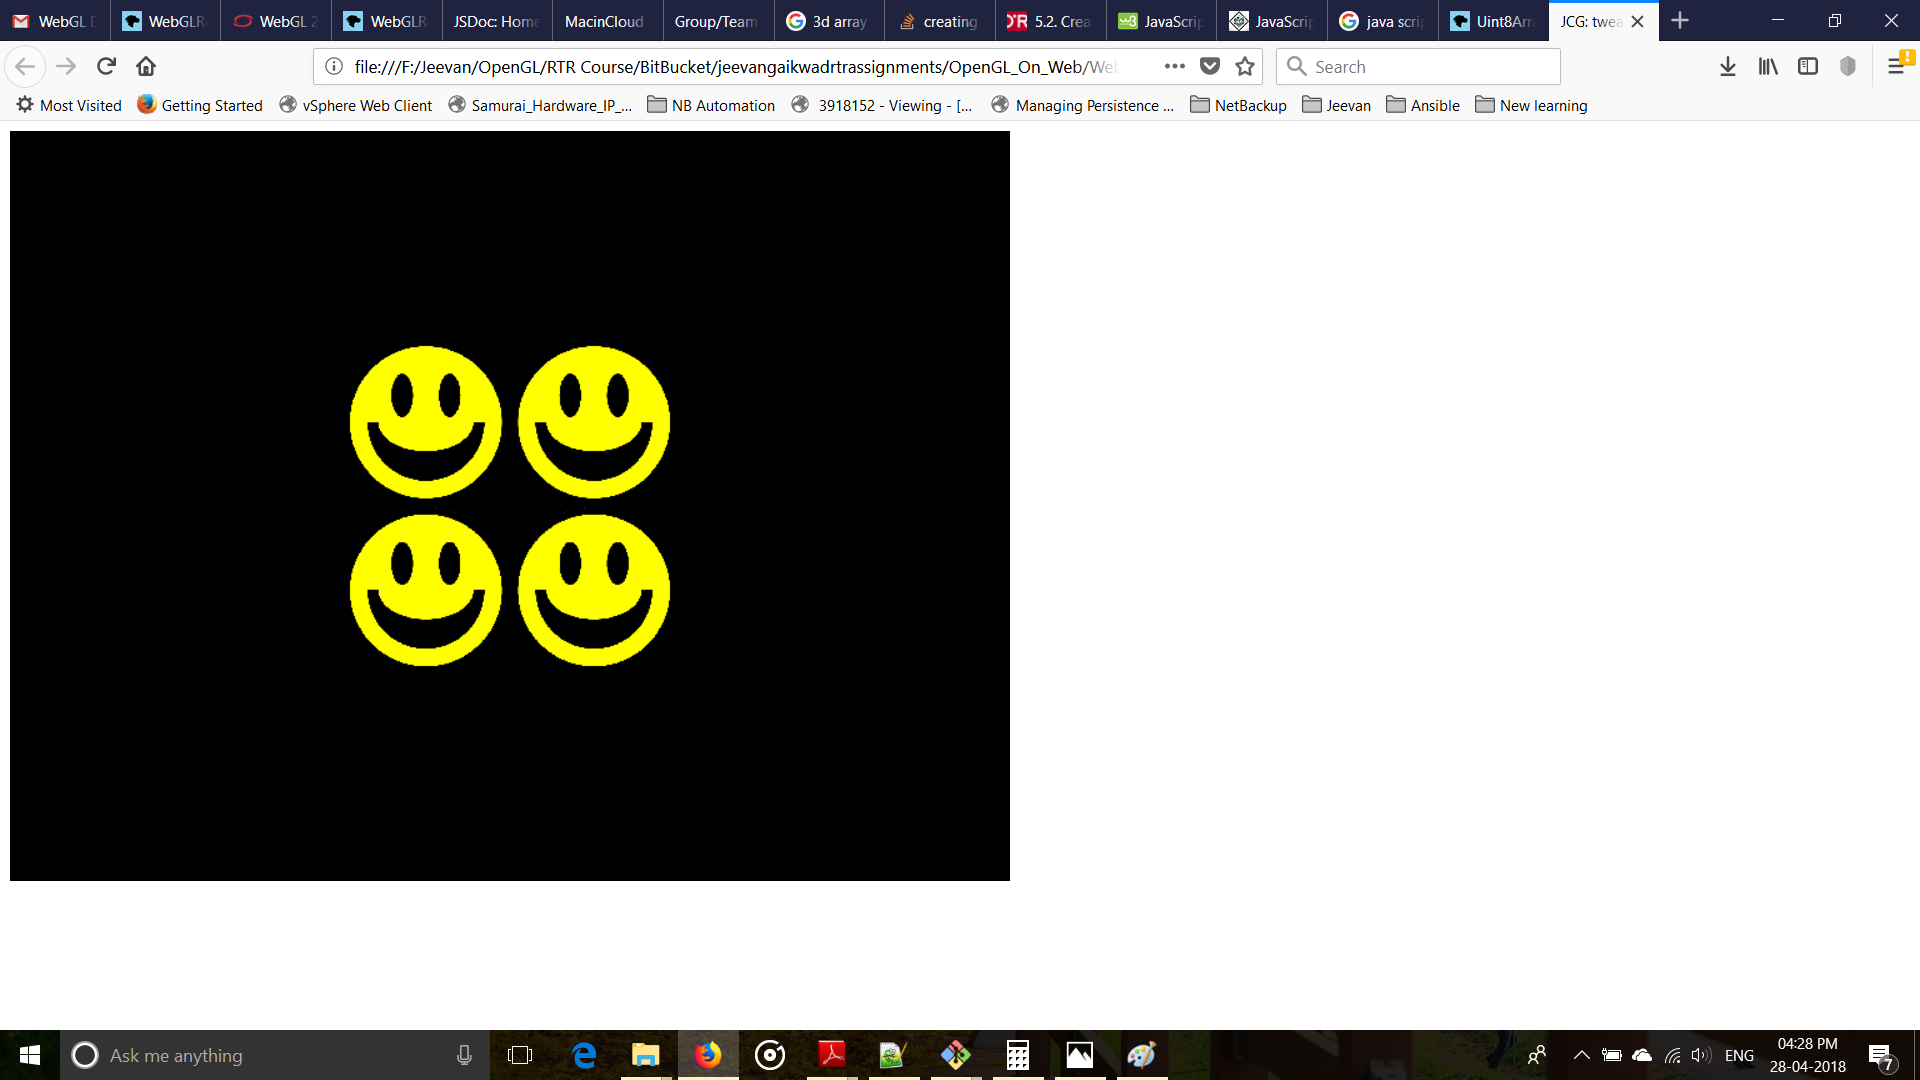 WebGL D WebGLR WebGL 2 WebGLR JSDoc: Home MacinCloud Group/Team 3d array creating 5.2. Crea JavaScrip JavaScrip java scrip Uint8Arra JCG: twea
file:///F:/Jeevan/OpenGL/RTR Course/BitBucket/jeevangaikwadrtrassignments/OpenGL_On_Web/Web Search
Most Visited Getting Started vSphere Web Client Samurai_Hardware_IP_... NB Automation 3918152 - Viewing - [... Managing Persistence ... NetBackup Jeevan Ansible New learning
Ask me anything ENG 04:28 PM
28-04-2018 7